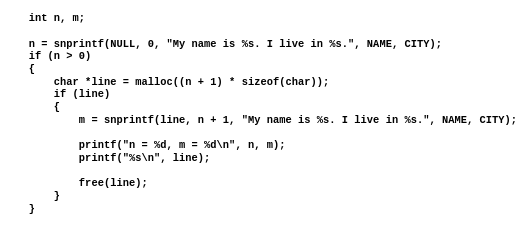 int n, m;
n = snprintf(NULL, 0, "My name is %s. I live in %s.", NAME, CITY);
if (n > 0)
{
char *line = malloc((n + 1) * sizeof(char));
if (line)
{
m = snprintf(line, n + 1, "My name is %s. I live in %s.", NAME, CITY);
printf("n = %d, m = %d\n", n, m);
printf("%s\n", line);
free(line);
}
}